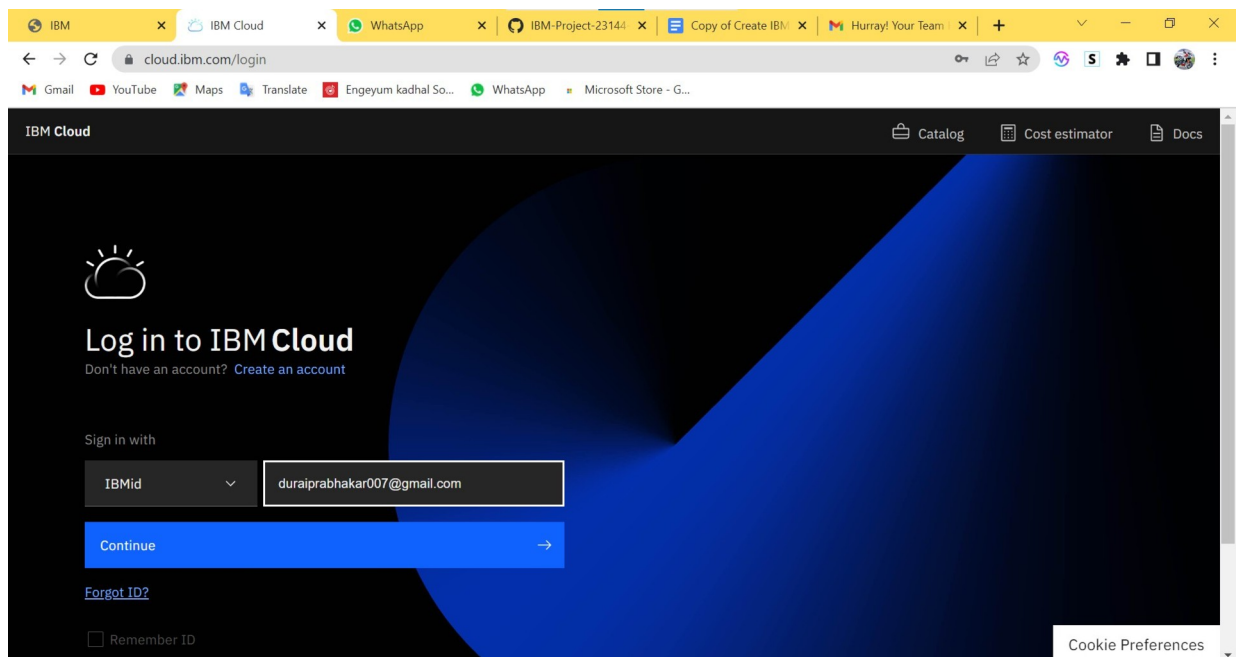 IBM IBM Cloud WhatsApp IBM-Project-23144 Copy of Create IBM Hurray! Your Team
cloud.ibm.com/login
Gmail YouTube Maps Translate Engeyum kadhal So... WhatsApp Microsoft Store - G...
IBM Cloud Catalog Cost estimator Docs
Log in to IBM Cloud
Don't have an account? Create an account
Sign in with
IBMid duraiprabhakar007@gmail.com
Continue
Forgot ID?
Remember ID
Cookie Preferences